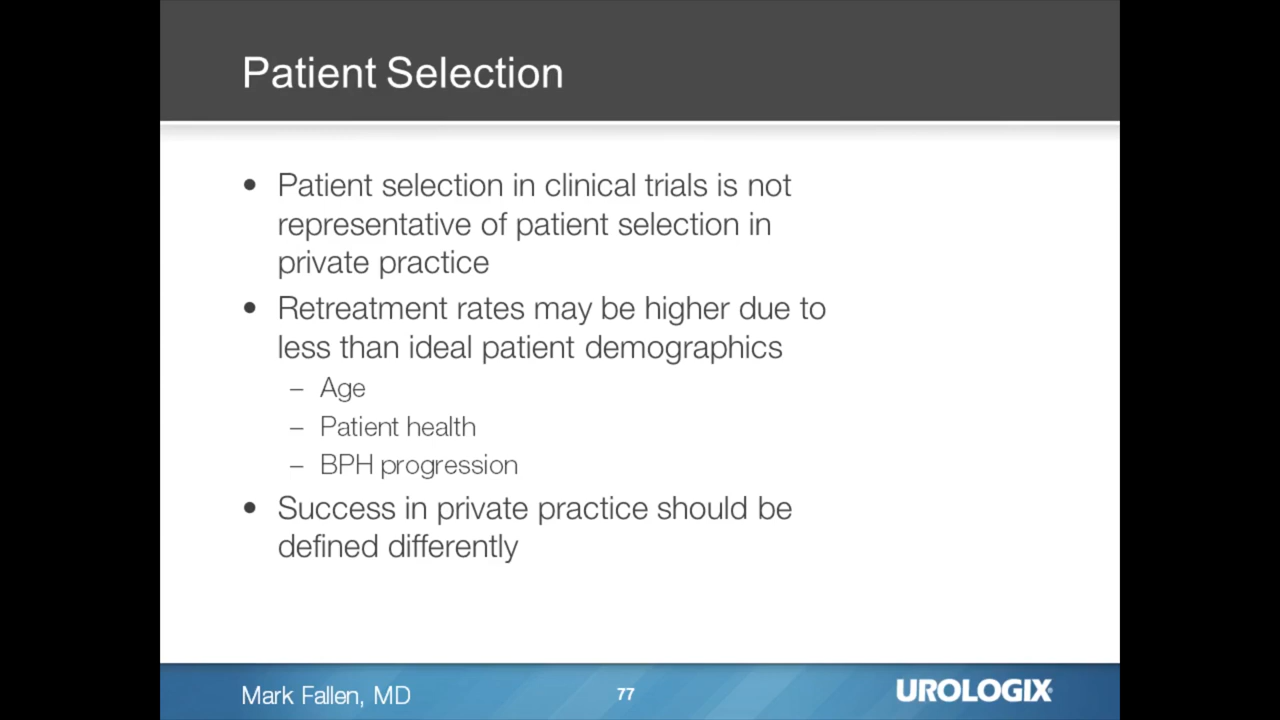 Patient Selection
• Patient selection in clinical trials is not
representative of patient selection in
private practice
• Retreatment rates may be higher due to
less than ideal patient demographics
– Age
– Patient health
– BPH progression
• Success in private practice should be
defined differently
Mark Fallen, MD
77
UROLOGIX®